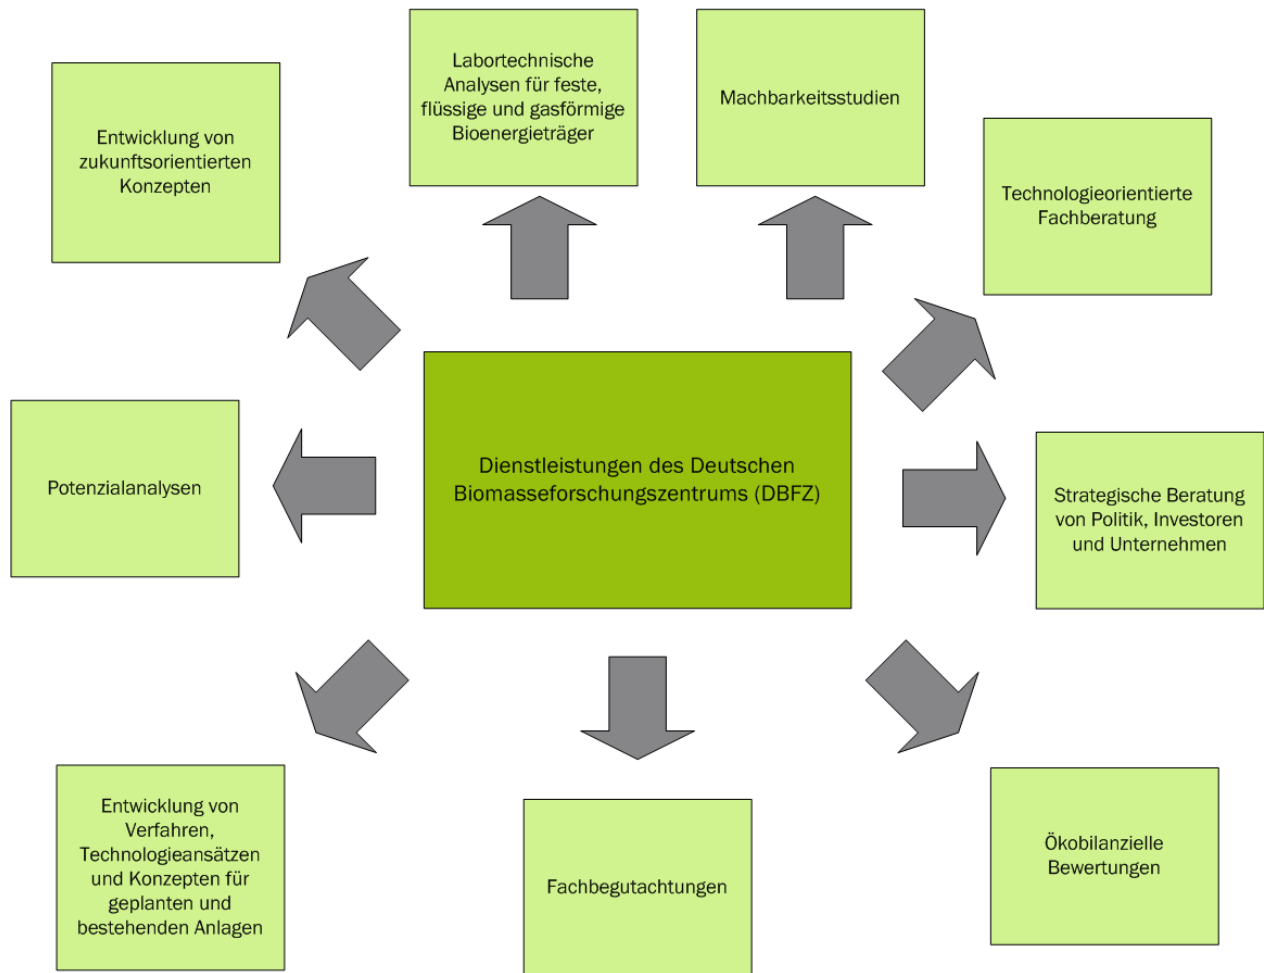 Labortechnische
Analysen für feste,
flüssige und gasförmige
Bioenergieträger
Machbarkeitsstudien
Entwicklung von
zukunftsorientierten
Konzepten
Technologieorientierte
Fachberatung
Dienstleistungen des Deutschen
Biomasseforschungszentrums (DBFZ)
Potenzialanalysen
Strategische Beratung
von Politik, Investoren
und Unternehmen
Entwicklung von
Verfahren,
Technologieansätzen
und Konzepten für
geplanten und
bestehenden Anlagen
Fachbegutachtungen
Ökobilanzielle
Bewertungen